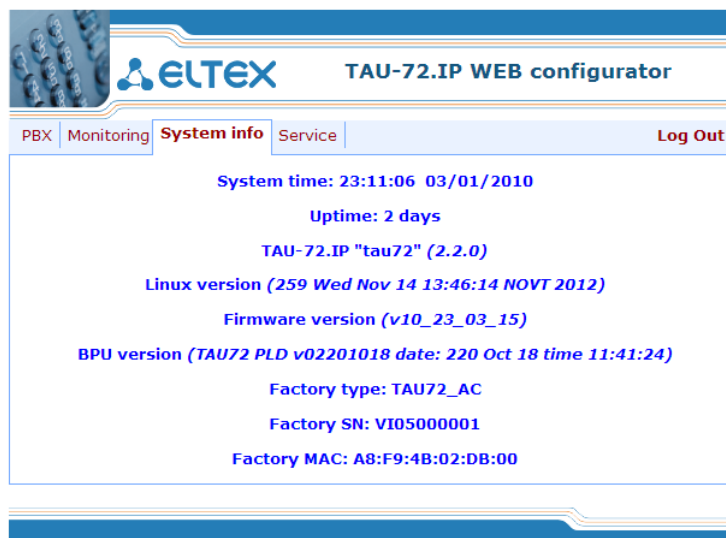 ELTEX TAU-72.IP WEB configurator
PBX Monitoring System info Service Log Out
System time: 23:11:06 03/01/2010
Uptime: 2 days
TAU-72.IP "tau72" (2.2.0)
Linux version (259 Wed Nov 14 13:46:14 NOVT 2012)
Firmware version (v10_23_03_15)
BPU version (TAU72 PLD v02201018 date: 220 Oct 18 time 11:41:24)
Factory type: TAU72_AC
Factory SN: VI05000001
Factory MAC: A8:F9:4B:02:DB:00